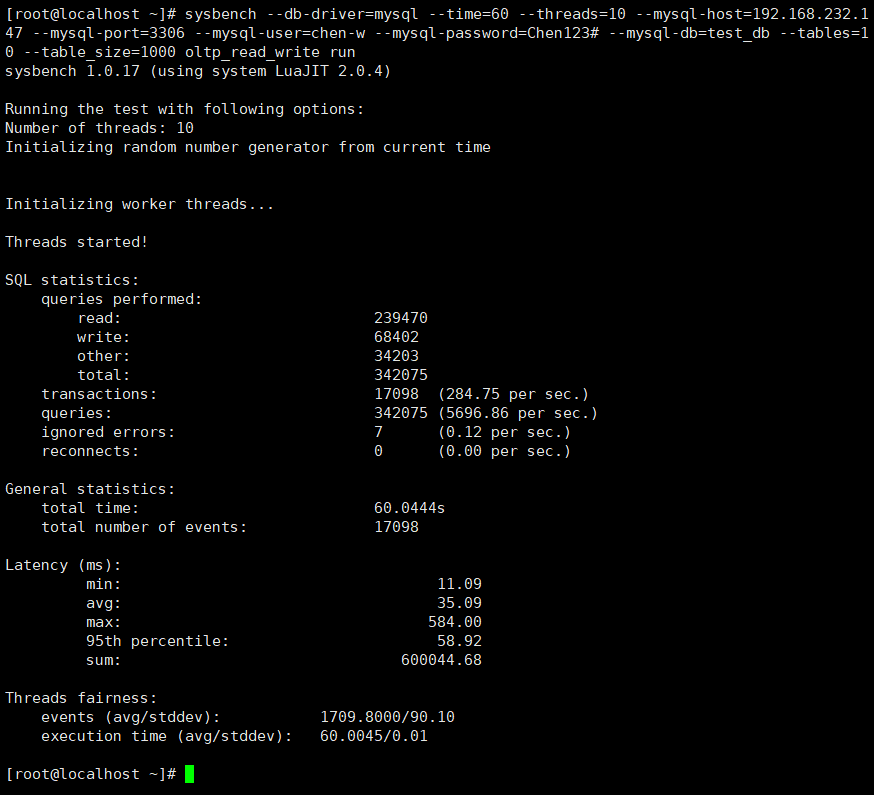 [root@localhost ~]# sysbench --db-driver=mysql --time=60 --threads=10 --mysql-host=192.168.232.1
47 --mysql-port=3306 --mysql-user=chen-w --mysql-password=Chen123# --mysql-db=test_db --tables=1
0 --table_size=1000 oltp_read_write run
sysbench 1.0.17 (using system LuaJIT 2.0.4)
Running the test with following options:
Number of threads: 10
Initializing random number generator from current time
Initializing worker threads...
Threads started!
SQL statistics:
    queries performed:
        read:                            239470
        write:                           68402
        other:                           34203
        total:                           342075
    transactions:                        17098  (284.75 per sec.)
    queries:                             342075 (5696.86 per sec.)
    ignored errors:                      7      (0.12 per sec.)
    reconnects:                          0      (0.00 per sec.)
General statistics:
    total time:                          60.0444s
    total number of events:              17098
Latency (ms):
         min:                                   11.09
         avg:                                   35.09
         max:                                  584.00
         95th percentile:                       58.92
         sum:                               600044.68
Threads fairness:
    events (avg/stddev):           1709.8000/90.10
    execution time (avg/stddev):   60.0045/0.01
[root@localhost ~]#